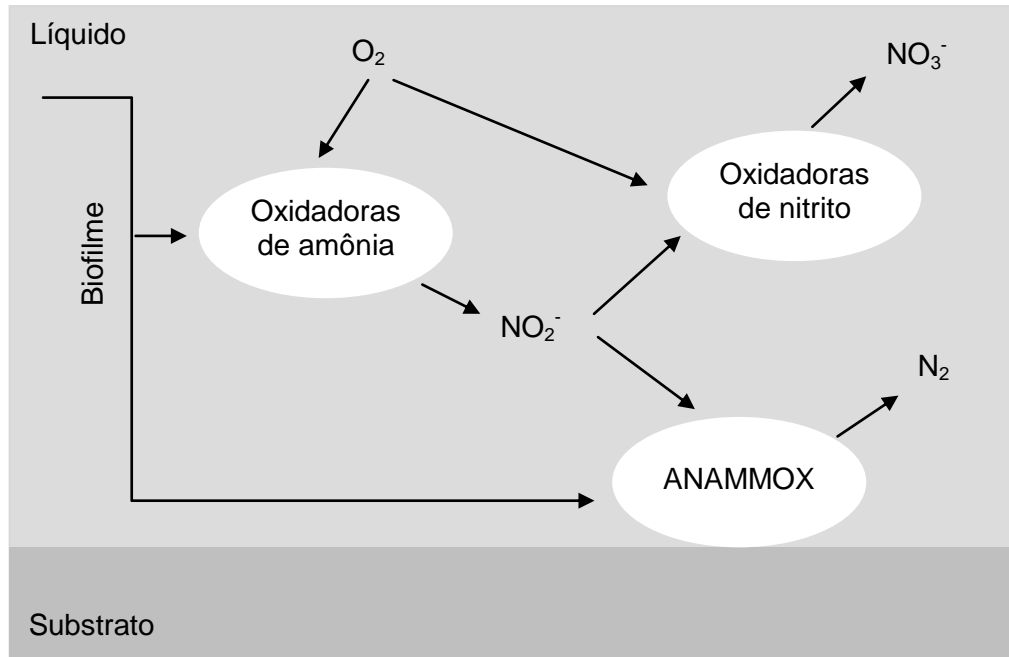 Líquido
O₂
NO₃⁻
Oxidadoras
de amônia
Oxidadoras
de nitrito
Biofilme
NO₂⁻
N₂
ANAMMOX
Substrato